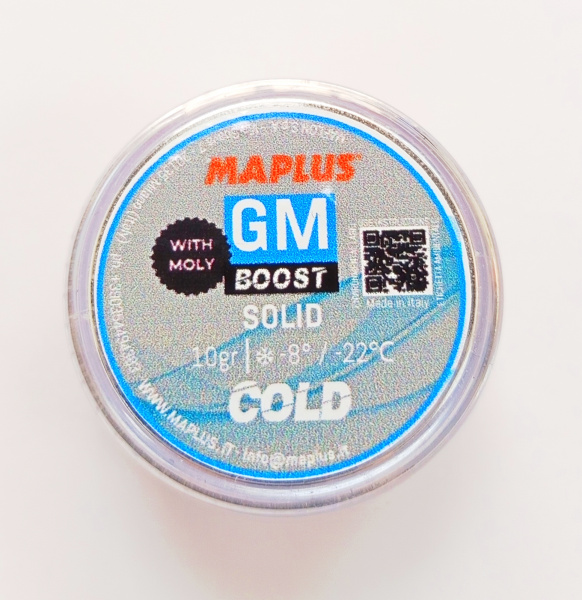 MAPLUS
GM
WITH
MOLY
BOOST
SOLID
Made in Italy
10gr | -8° / -22°C
COLD
WWW.MAPLUS.IT - info@maplus.it